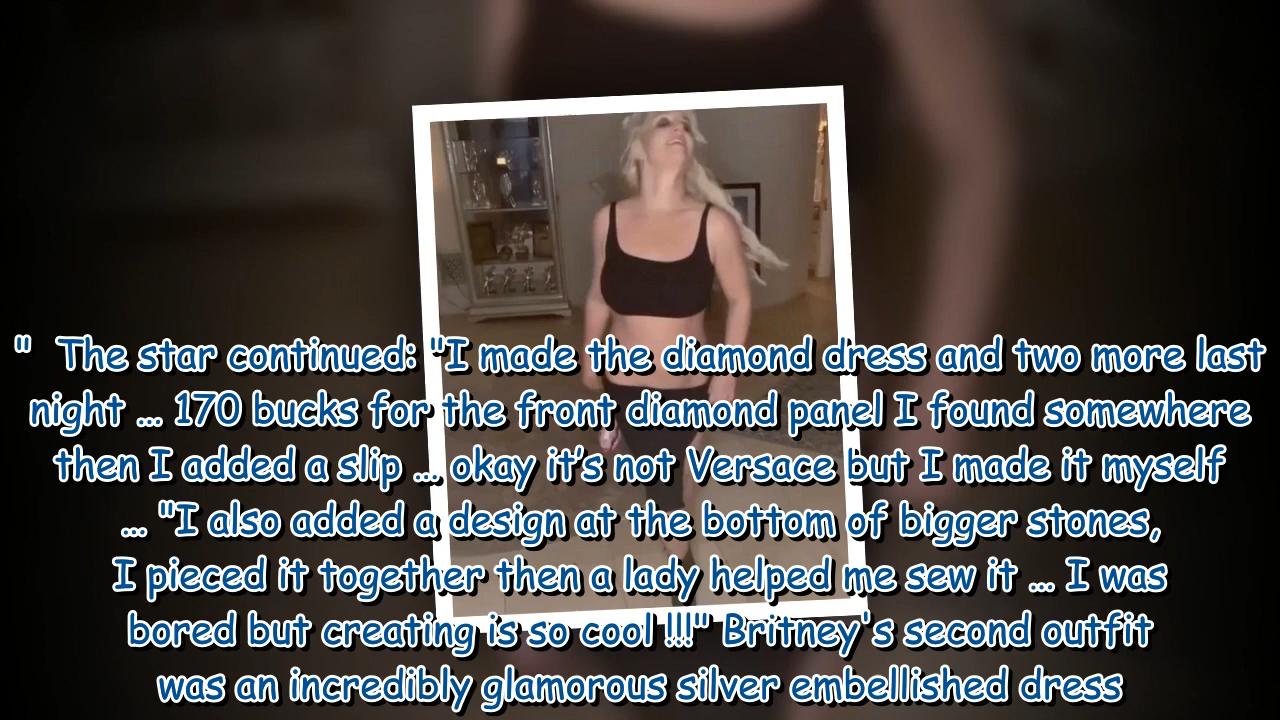 "  The star continued: "I made the diamond dress and two more last
night ... 170 bucks for the front diamond panel I found somewhere
then I added a slip ... okay it’s not Versace but I made it myself
... "I also added a design at the bottom of bigger stones,
I pieced it together then a lady helped me sew it ... I was
bored but creating is so cool !!!" Britney's second outfit
was an incredibly glamorous silver embellished dress